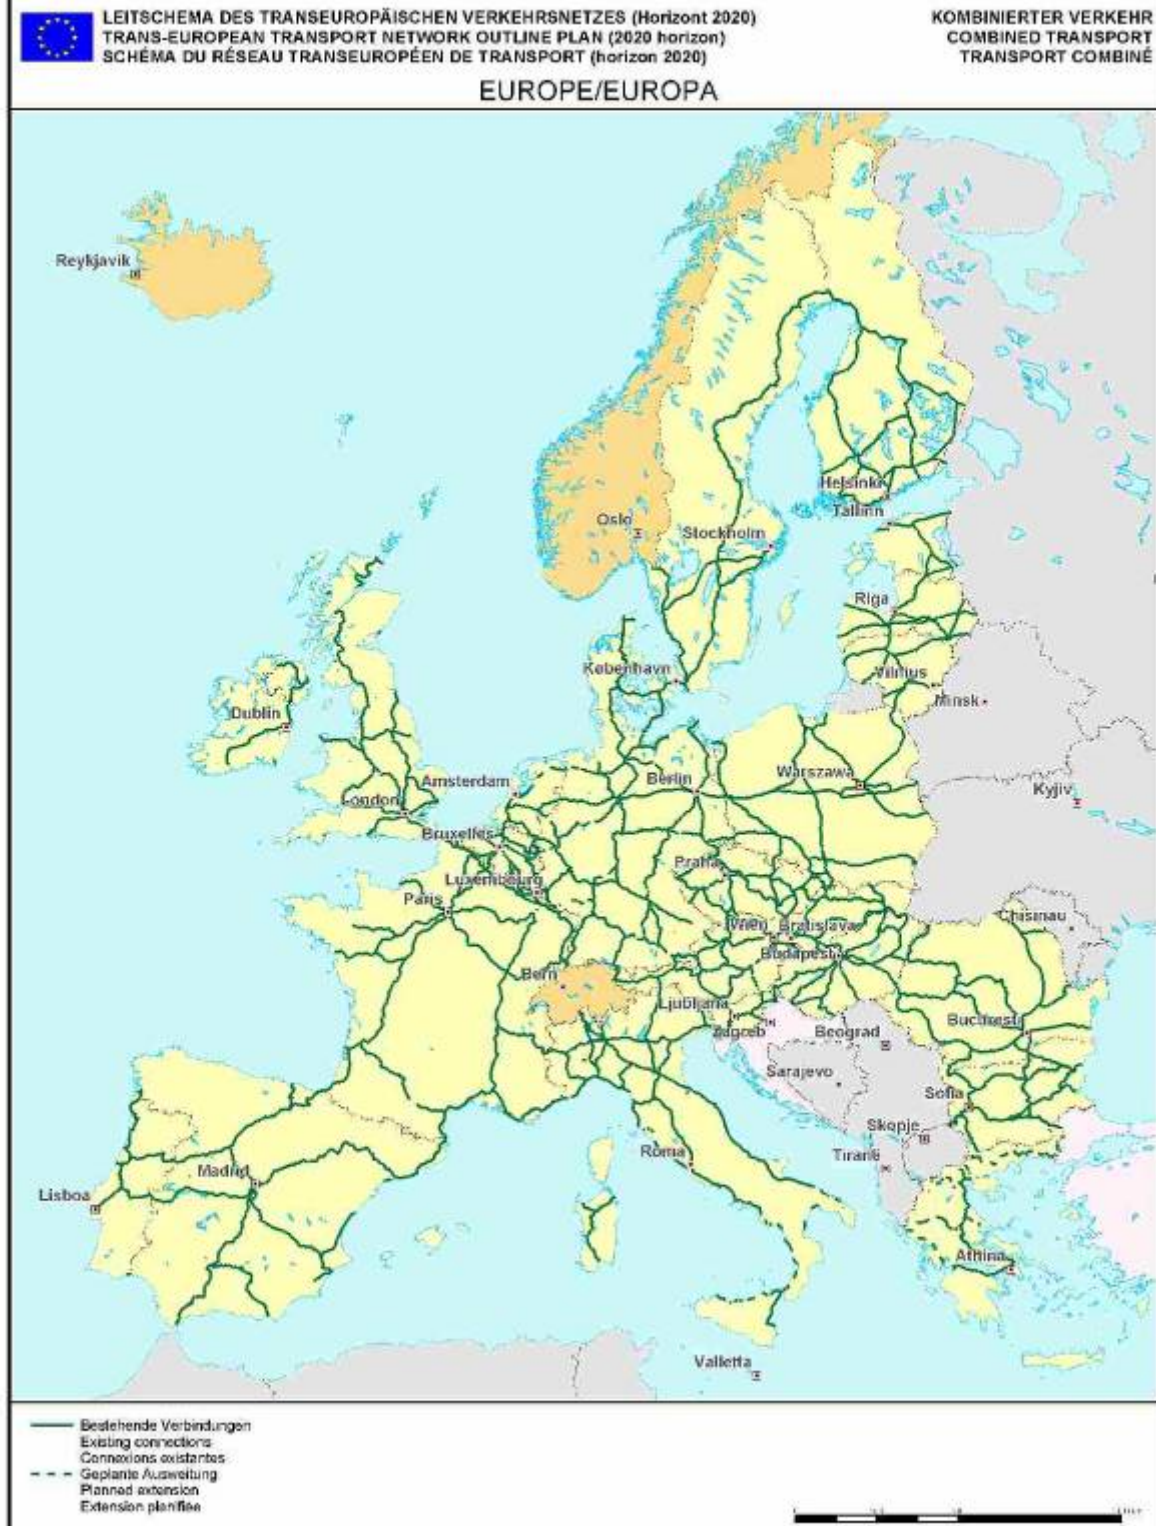 LEITSCHEMA DES TRANSEUROPÄISCHEN VERKEHRSNETZES (Horizont 2020)
TRANS-EUROPEAN TRANSPORT NETWORK OUTLINE PLAN (2020 horizon)
SCHÉMA DU RÉSEAU TRANSEUROPÉEN DE TRANSPORT (horizon 2020)
KOMBINIERTER VERKEHR
COMBINED TRANSPORT
TRANSPORT COMBINÉ
EUROPE/EUROPA
Reykjavik
Helsinki
Tallinn
Oslo
Stockholm
Riga
København
Vilnius
Minsk
Dublin
Amsterdam
Berlin
Warszawa
Kyjiv
London
Bruxelles
Praha
Luxembourg
Paris
Chisinau
Wien
Bratislava
Budapest
Bern
Ljubljana
Zagreb
Beograd
Bucuresti
Sarajevo
Sofia
Skopje
Roma
Tiranë
Madrid
Lisboa
Athina
Valletta
Bestehende Verbindungen
Existing connections
Connexions existantes
Geplante Ausweitung
Planned extension
Extension planifiée